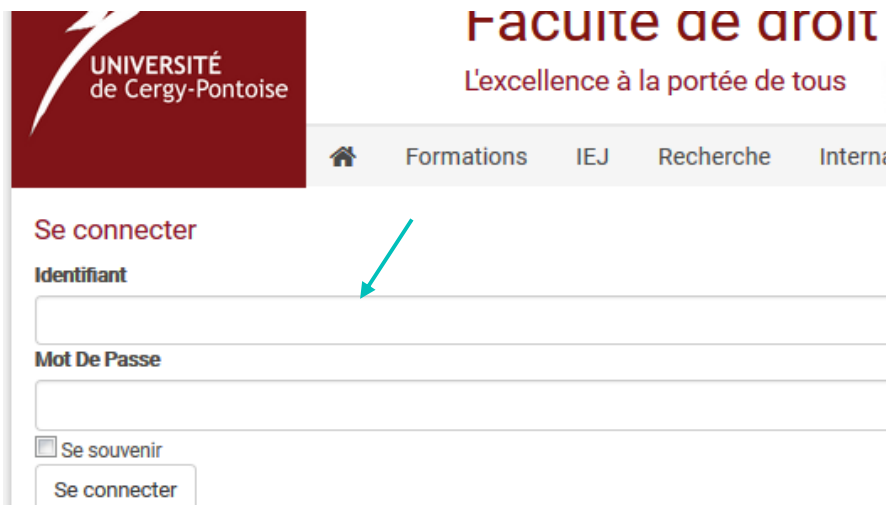 Faculté de droit
UNIVERSITÉ
de Cergy-Pontoise
L'excellence à la portée de tous
Formations IEJ Recherche
Se connecter
Identifiant
Mot De Passe
Se souvenir
Se connecter